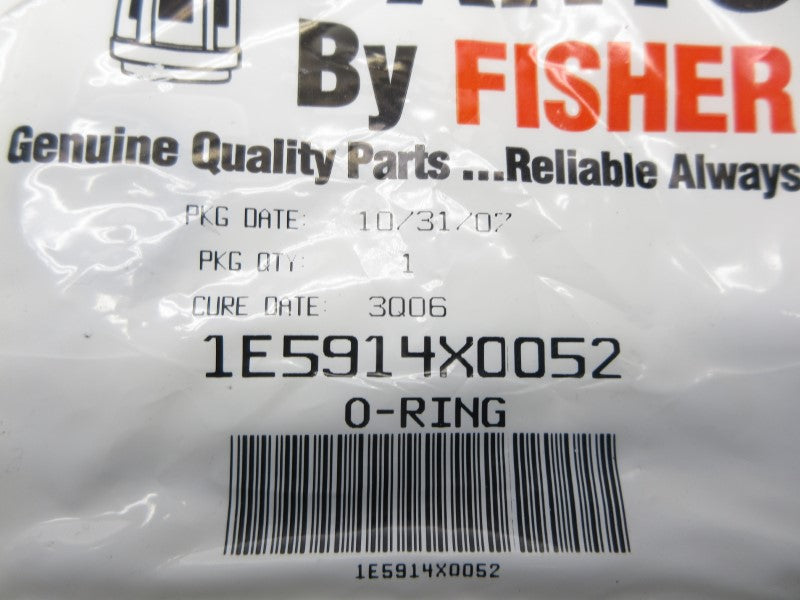 By FISHER
Genuine Quality Parts ...Reliable Always
PKG DATE: 10/31/07
PKG QTY: 1
CURE DATE: 3Q06
1E5914X0052
O-RING
1E5914X0052